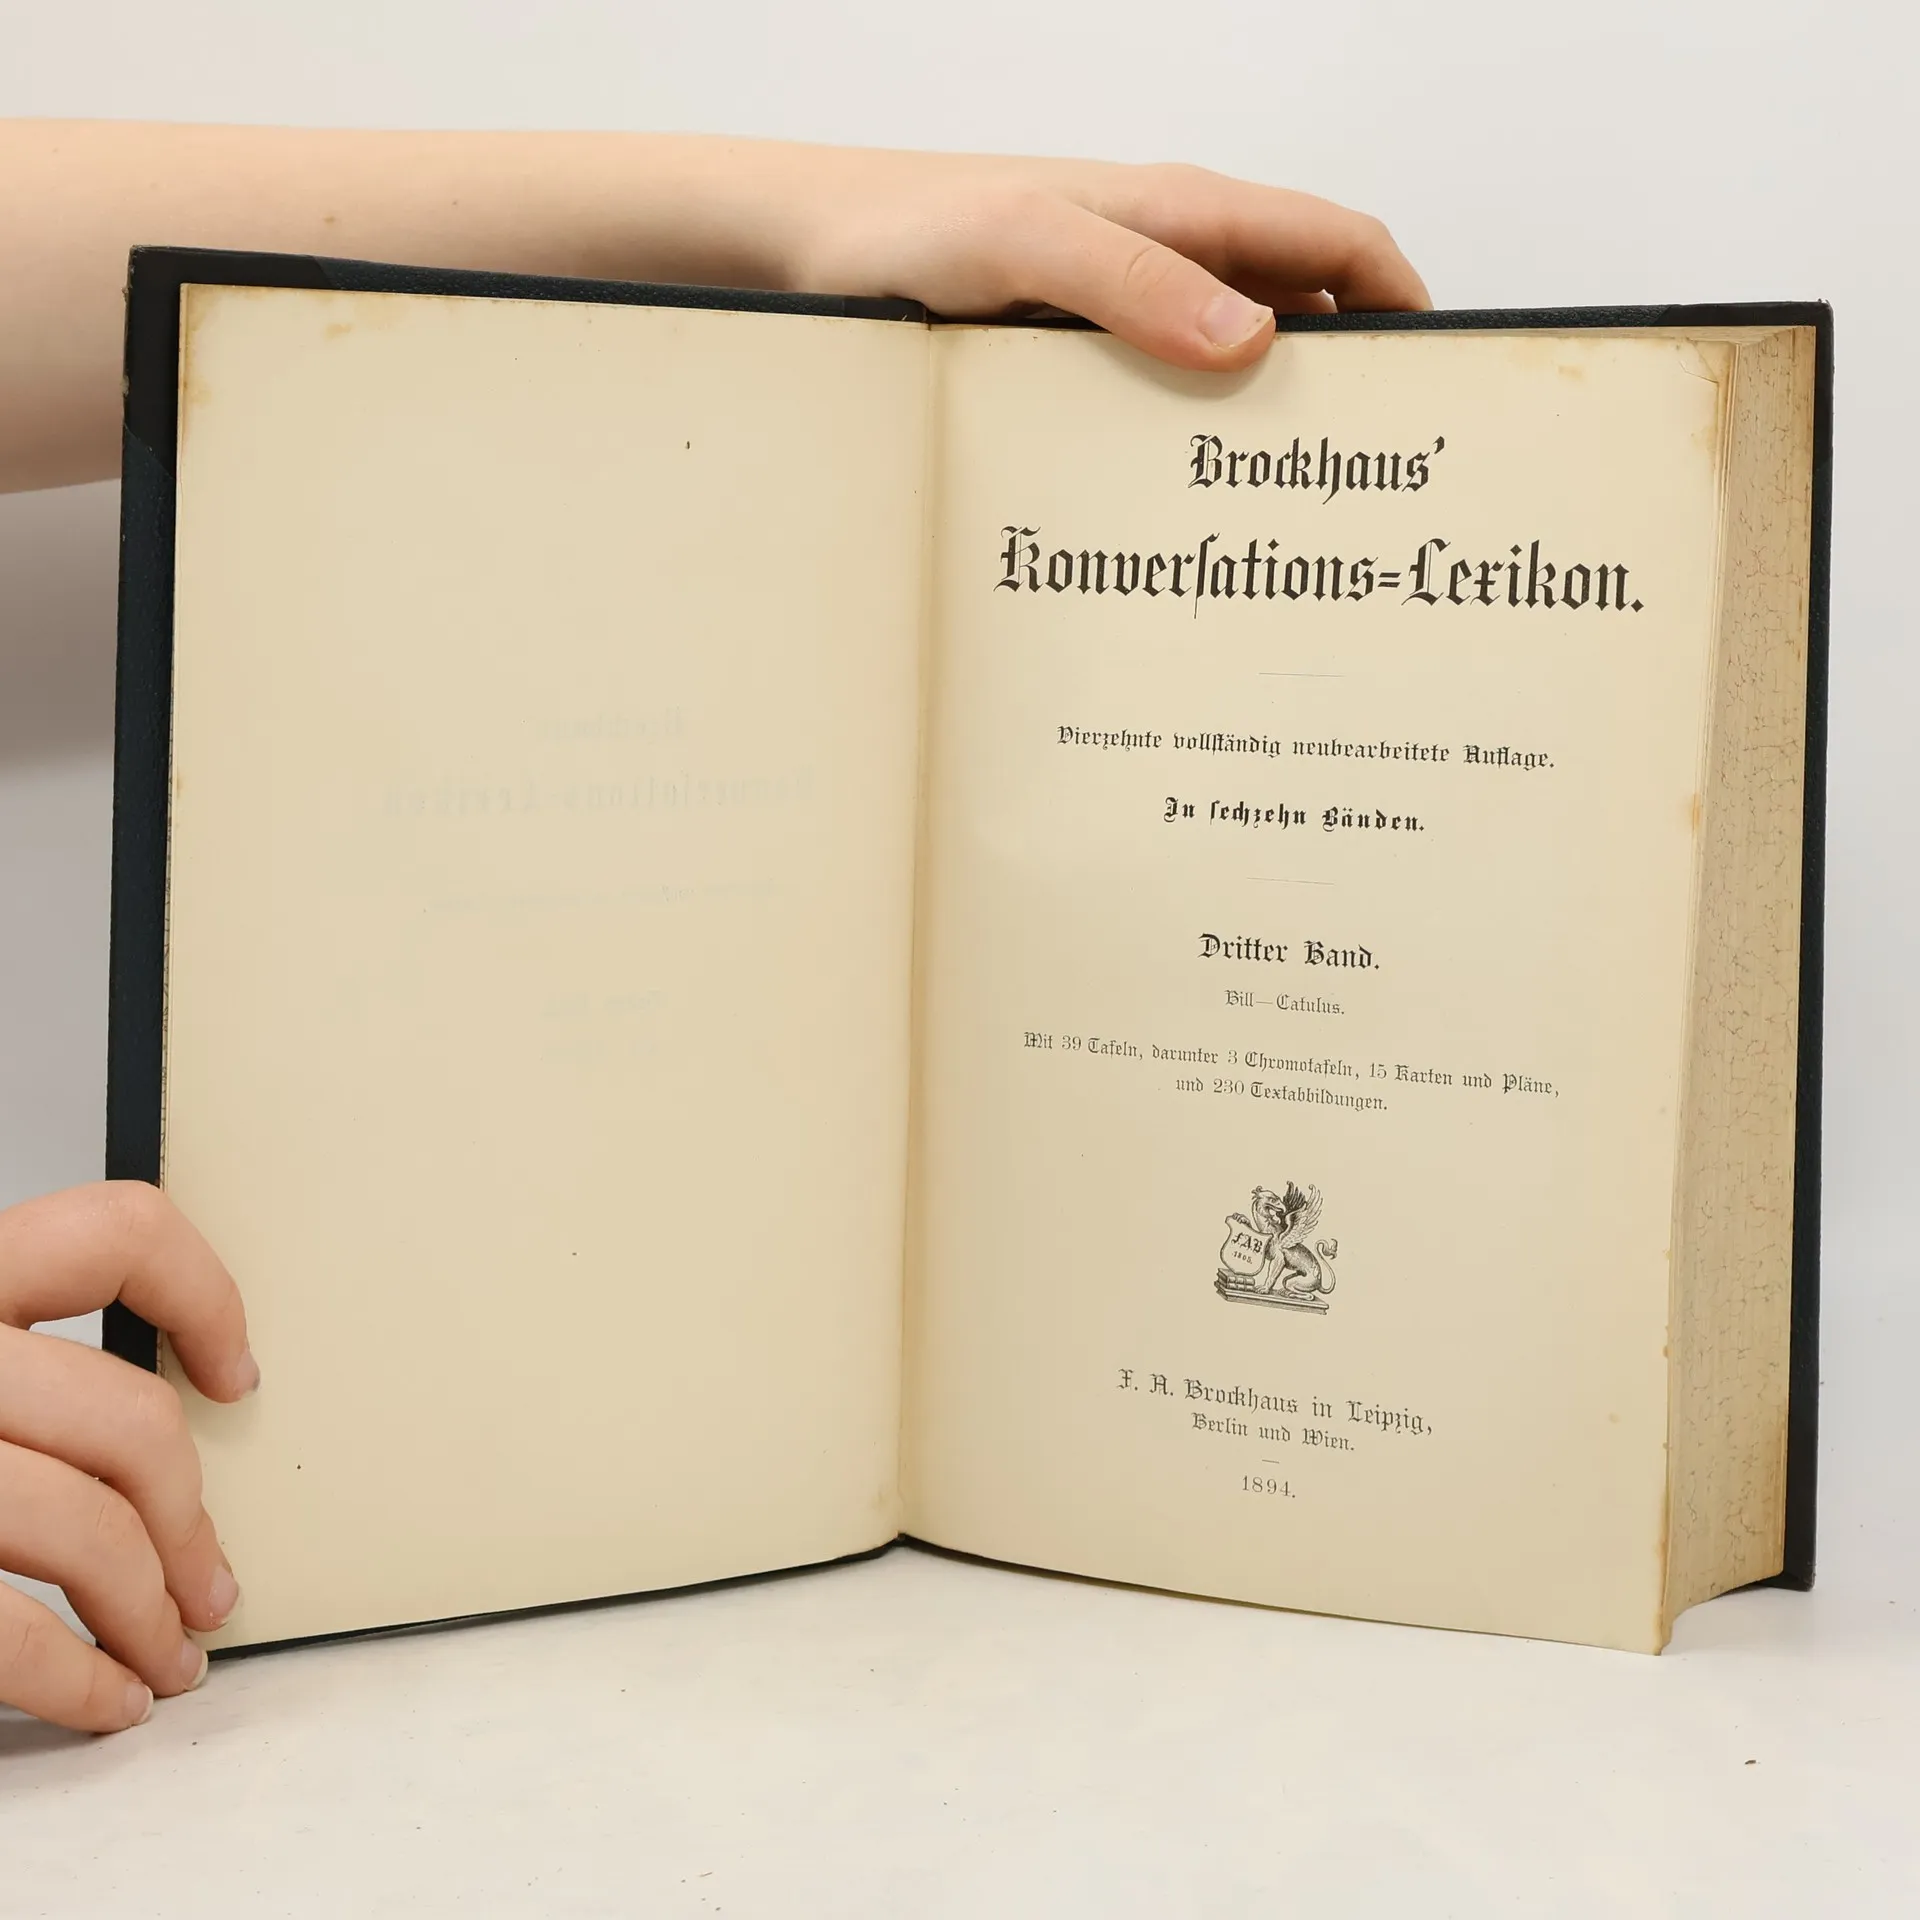 Brockhaus'
Konverſations=Lexikon.
Vierzehnte vollſtändig neubearbeitete Auflage.
In ſechzehn Bänden.
Dritter Band.
Bill—Catulus.
Mit 39 Tafeln, darunter 3 Chromotafeln, 15 Karten und Pläne,
und 230 Textabbildungen.
F.A.B.
1805.
F. A. Brockhaus in Leipzig,
Berlin und Wien.
1894.